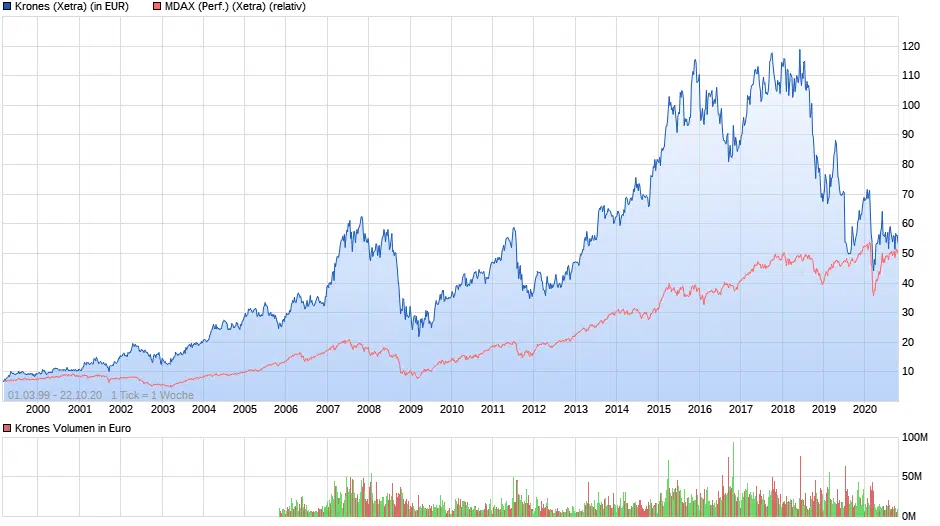 Krones (Xetra) (in EUR) MDAX (Perf.) (Xetra) (relativ)
120
110
100
90
80
70
60
50
40
30
20
10
01.03.99 - 22.10.20 1 Tick = 1 Woche
2000 2001 2002 2003 2004 2005 2006 2007 2008 2009 2010 2011 2012 2013 2014 2015 2016 2017 2018 2019 2020
Krones Volumen in Euro
100M
50M
0M